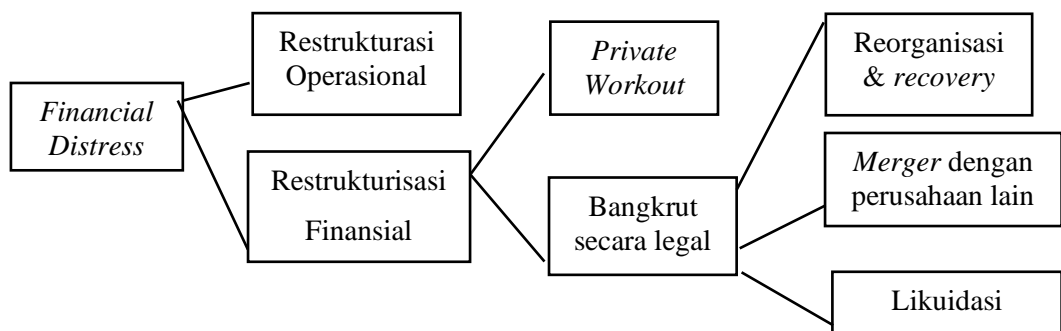 Financial
Distress
Restrukturasi
Operasional
Restrukturisasi
Finansial
Private
Workout
Bangkrut
secara legal
Reorganisasi
& recovery
Merger dengan
perusahaan lain
Likuidasi